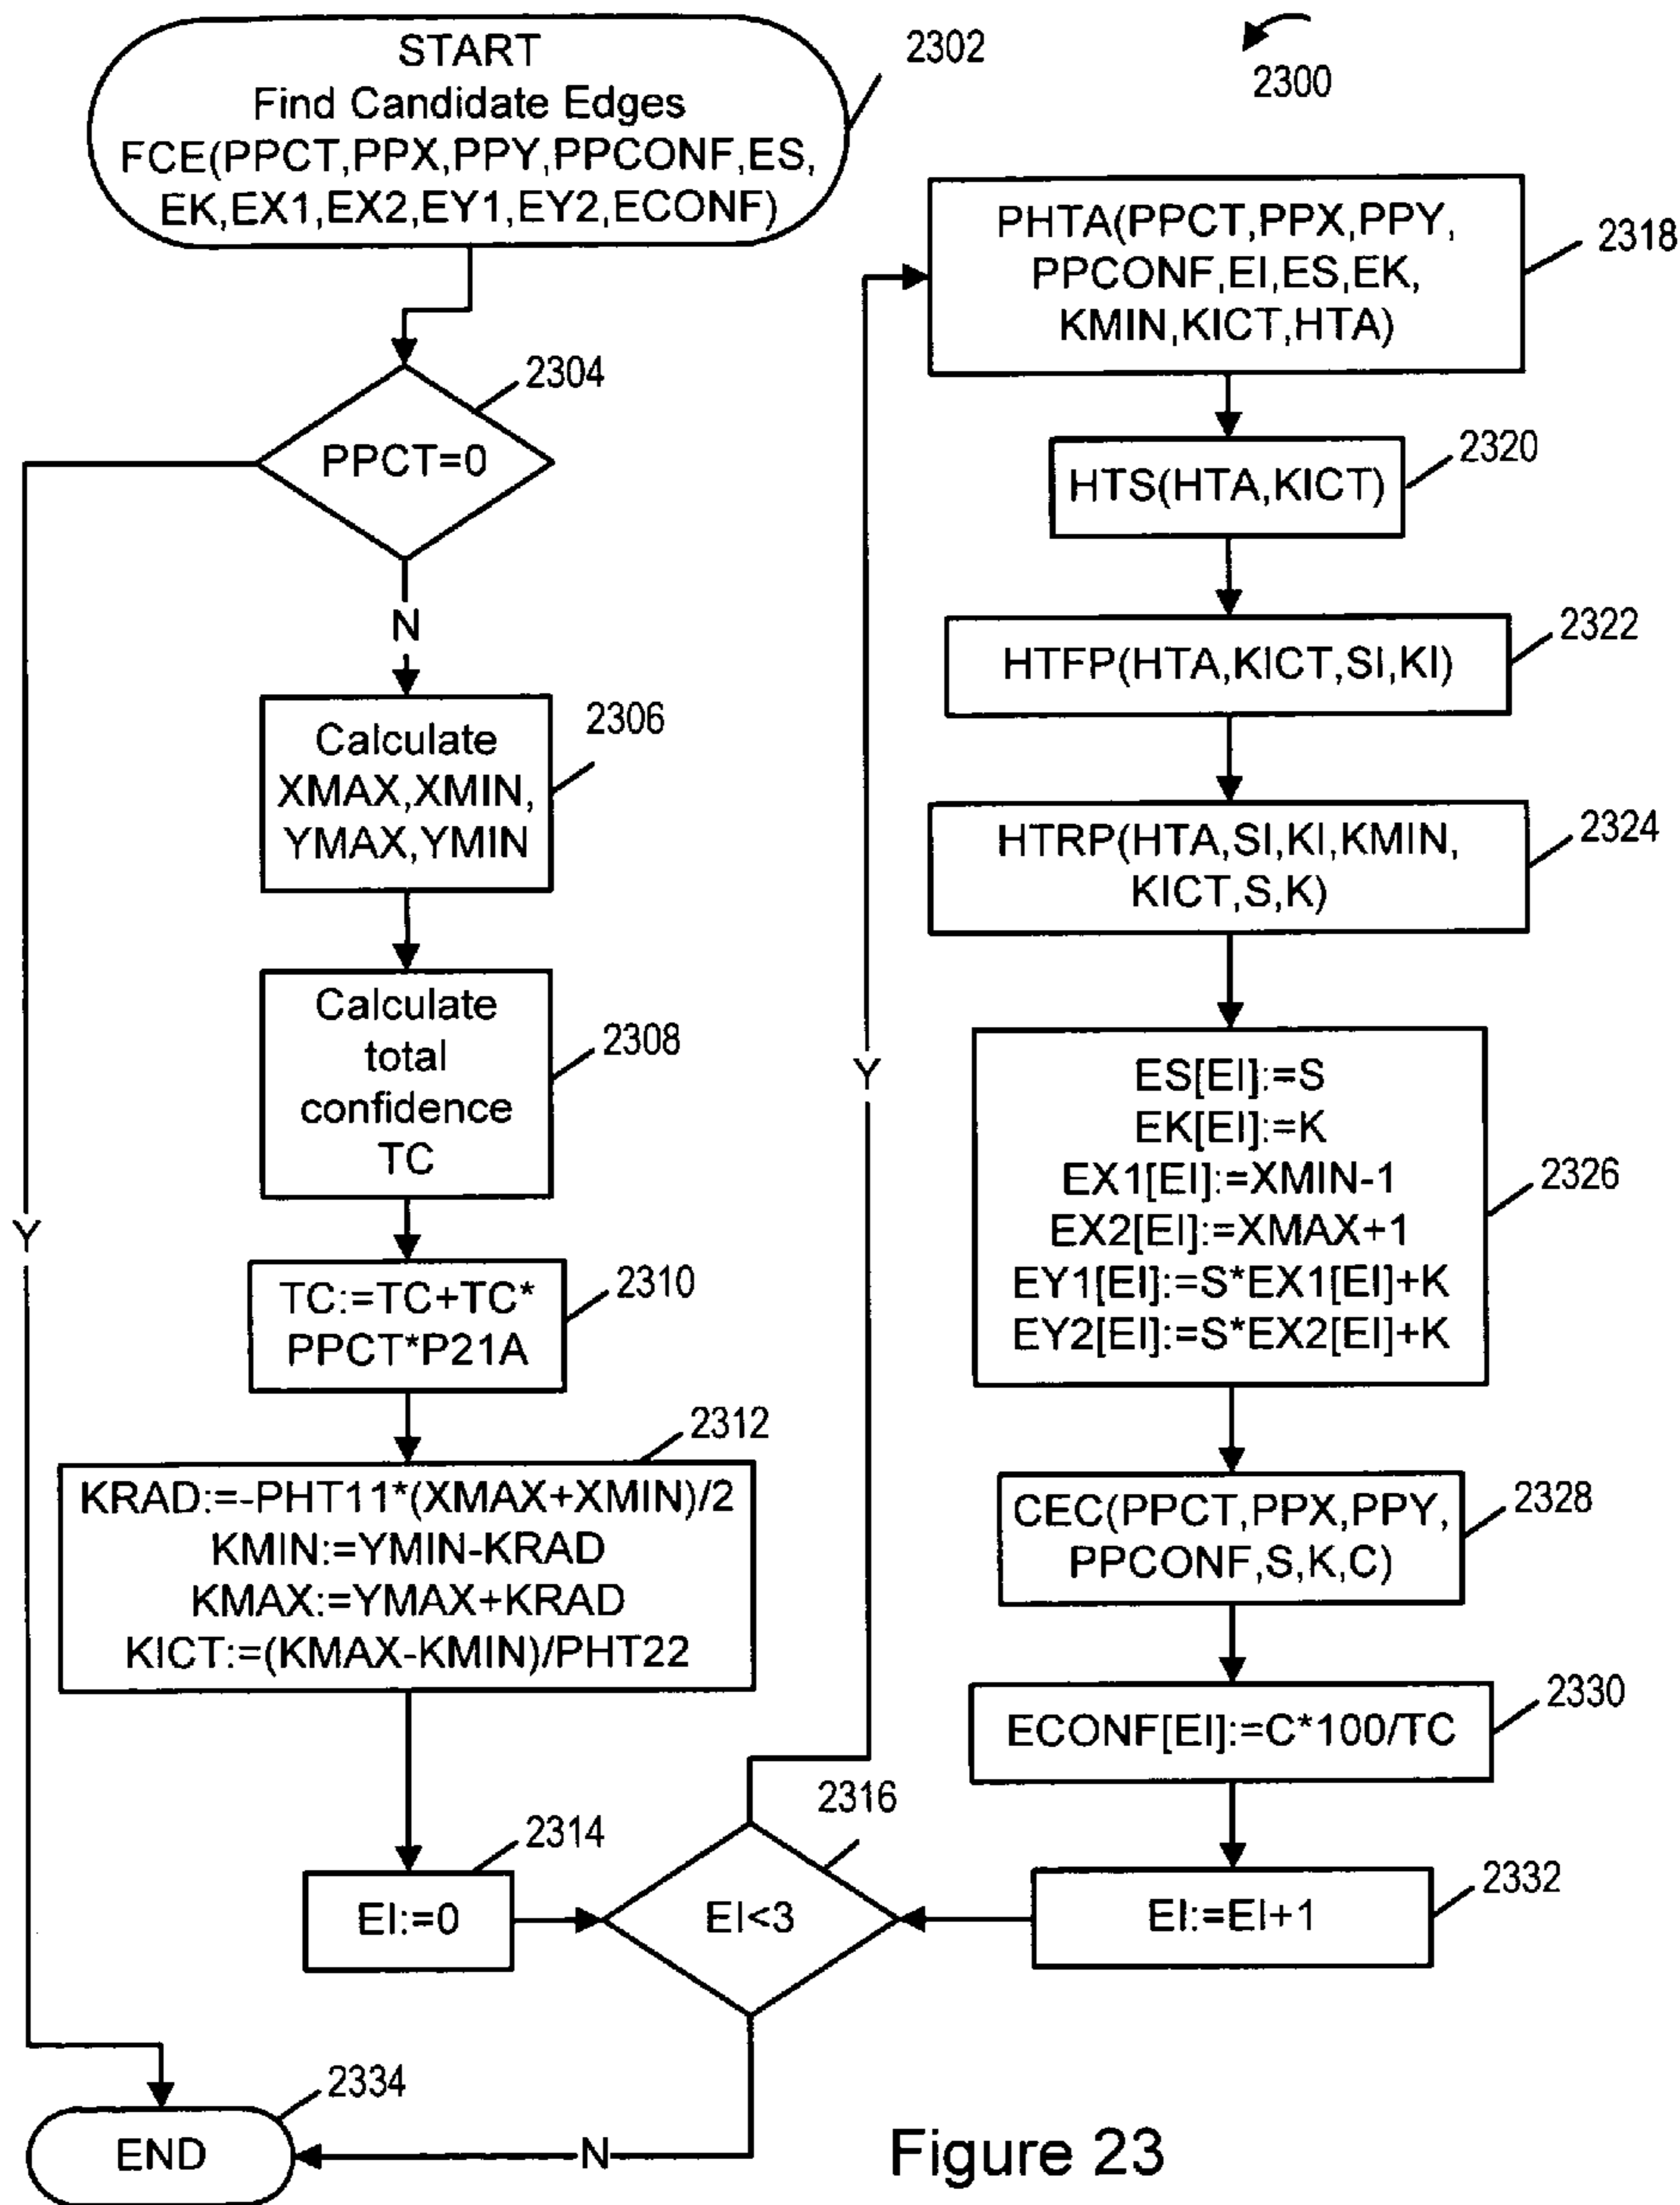 START
Find Candidate Edges
FCE(PPCT,PPX,PPY,PPCONF,ES,
EK,EX1,EX2,EY1,EY2,ECONF)
2302
2300
PPCT=0
2304
N
Y
Calculate
XMAX,XMIN,
YMAX,YMIN
2306
Calculate
total
confidence
TC
2308
TC:=TC+TC*
PPCT*P21A
2310
KRAD:=-PHT11*(XMAX+XMIN)/2
KMIN:=YMIN-KRAD
KMAX:=YMAX+KRAD
KICT:=(KMAX-KMIN)/PHT22
2312
EI:=0
2314
EI<3
2316
Y
N
PHTA(PPCT,PPX,PPY,
PPCONF,EI,ES,EK,
KMIN,KICT,HTA)
2318
HTS(HTA,KICT)
2320
HTFP(HTA,KICT,SI,KI)
2322
HTRP(HTA,SI,KI,KMIN,
KICT,S,K)
2324
ES[EI]:=S
EK[EI]:=K
EX1[EI]:=XMIN-1
EX2[EI]:=XMAX+1
EY1[EI]:=S*EX1[EI]+K
EY2[EI]:=S*EX2[EI]+K
2326
CEC(PPCT,PPX,PPY,
PPCONF,S,K,C)
2328
ECONF[EI]:=C*100/TC
2330
EI:=EI+1
2332
END
2334
Figure 23